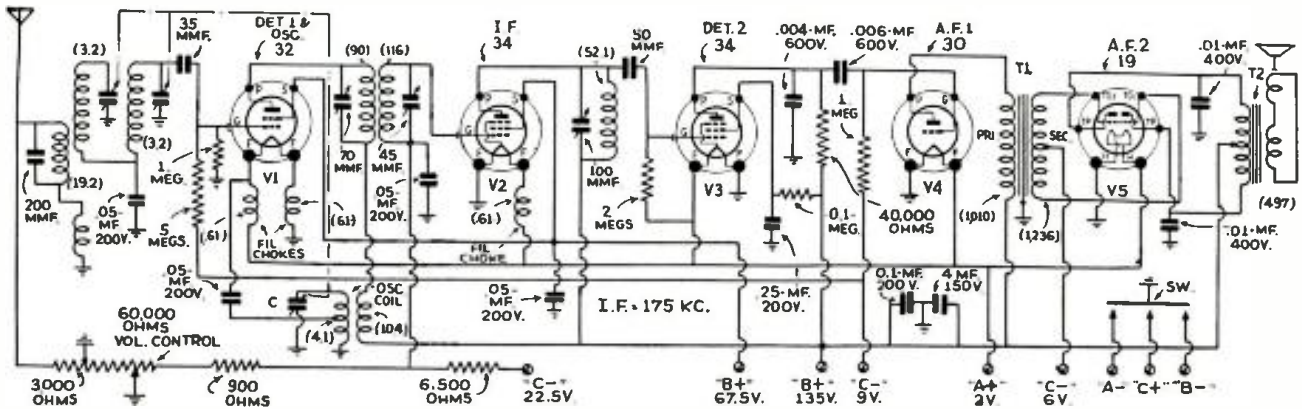 35
MMF.
(3.2)
(3.2)
(19.2)
200
MMF.
.05-
MF.
200V.
DET. 1 &
OSC.
32
P
S
G
F
F
V1
1.
MEG.
.5
MEGS.
(.61)
(.61)
FIL
CHOKES
.05-
MF.
200V.
(90)
(116)
70
MMF.
45
MMF.
.05-
MF.
200V.
I.F.
34
P
S
G
F
F
V2
(.61)
FIL
CHOKE
.05-
MF.
200V.
(52.1)
50
MMF.
100
MMF.
DET. 2
34
P
S
G
F
F
V3
2
MEGS
.004-MF.
600V.
.006-MF
600V.
1.
MEG.
0.1-
MEG.
40,000
OHMS
.25-MF.
200V.
A.F.1
30
P
G
F
F
V4
T1
PRI
SEC
(1,010)
(1,236)
A.F.2
19
V5
.01-MF.
400V.
T2
(.497)
.01-MF.
400V.
C
(4.1)
OSC
COIL
(1.04)
I.F. = 175 KC.
0.1-MF.
200 V.
4 MF.
150V
SW.
60,000
OHMS
VOL. CONTROL
3000
OHMS
900
OHMS
6,500
OHMS
"C-"
22.5V.
"B+"
67.5V.
"B+"
135V.
"C-"
9V.
"A+"
2V.
"C-"
6V.
A- "C+" "B-"